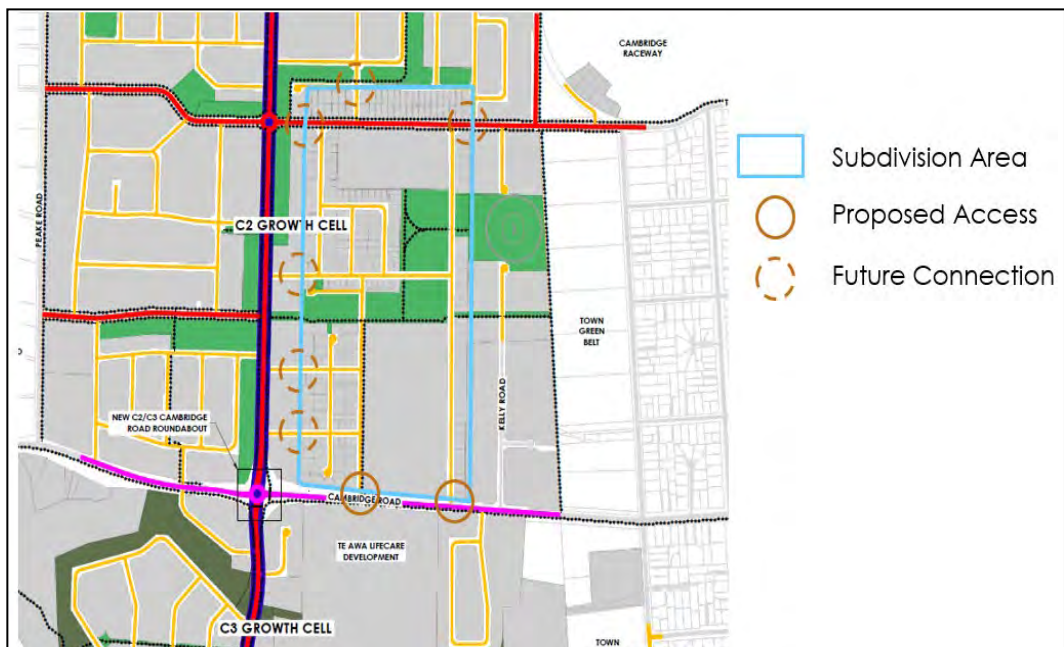 CAMBRIDGE
RACEWAY
PEAKE ROAD
C2 GROWTH CELL
TOWN
GREEN
BELT
KELLY ROAD
NEW C2/C3 CAMBRIDGE
ROAD ROUNDABOUT
CAMBRIDGE ROAD
TE AWA LIFECARE
DEVELOPMENT
C3 GROWTH CELL
TOWN
Subdivision Area
Proposed Access
Future Connection